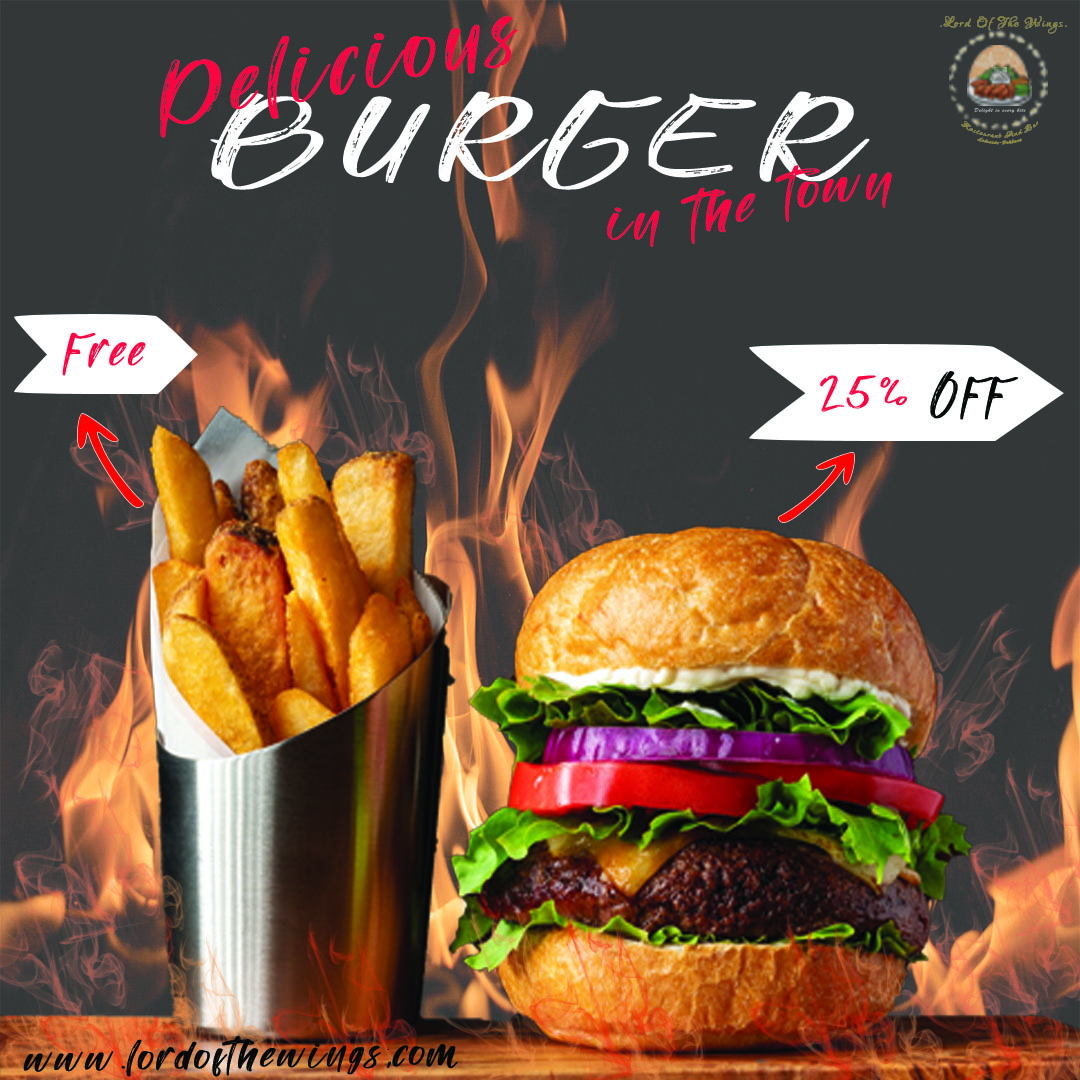 .Lord Of The Wings.
Delicious
BURGER
in the town
Delight in every bite
Free
25% OFF
www.lordofthewings.com